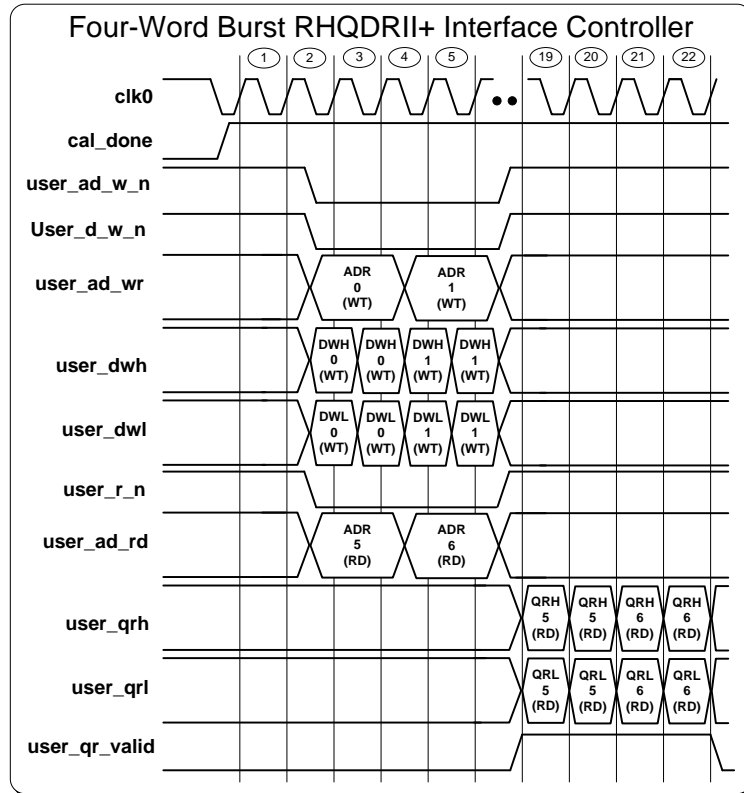 Four-Word Burst RHQDRII+ Interface Controller
1 2 3 4 5 19 20 21 22
clk0
cal_done
user_ad_w_n
User_d_w_n
user_ad_wr
ADR
0
(WT)
ADR
1
(WT)
user_dwh
DWH DWH DWH DWH
0 0 1 1
(WT) (WT) (WT) (WT)
user_dwl
DWL DWL DWL DWL
0 0 1 1
(WT) (WT) (WT) (WT)
user_r_n
user_ad_rd
ADR
5
(RD)
ADR
6
(RD)
user_qrh
QRH QRH QRH QRH
5 5 6 6
(RD) (RD) (RD) (RD)
user_qrl
QRL QRL QRL QRL
5 5 6 6
(RD) (RD) (RD) (RD)
user_qr_valid